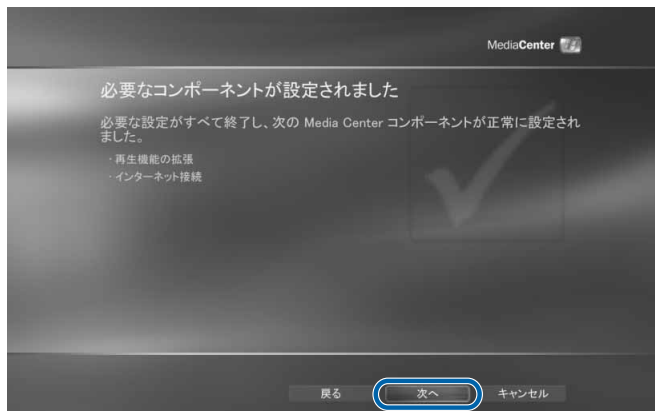 MediaCenter
必要なコンポーネントが設定されました
必要な設定がすべて終了し、次の Media Center コンポーネントが正常に設定され
ました。
・再生機能の拡張
・インターネット接続
戻る 次へ キャンセル